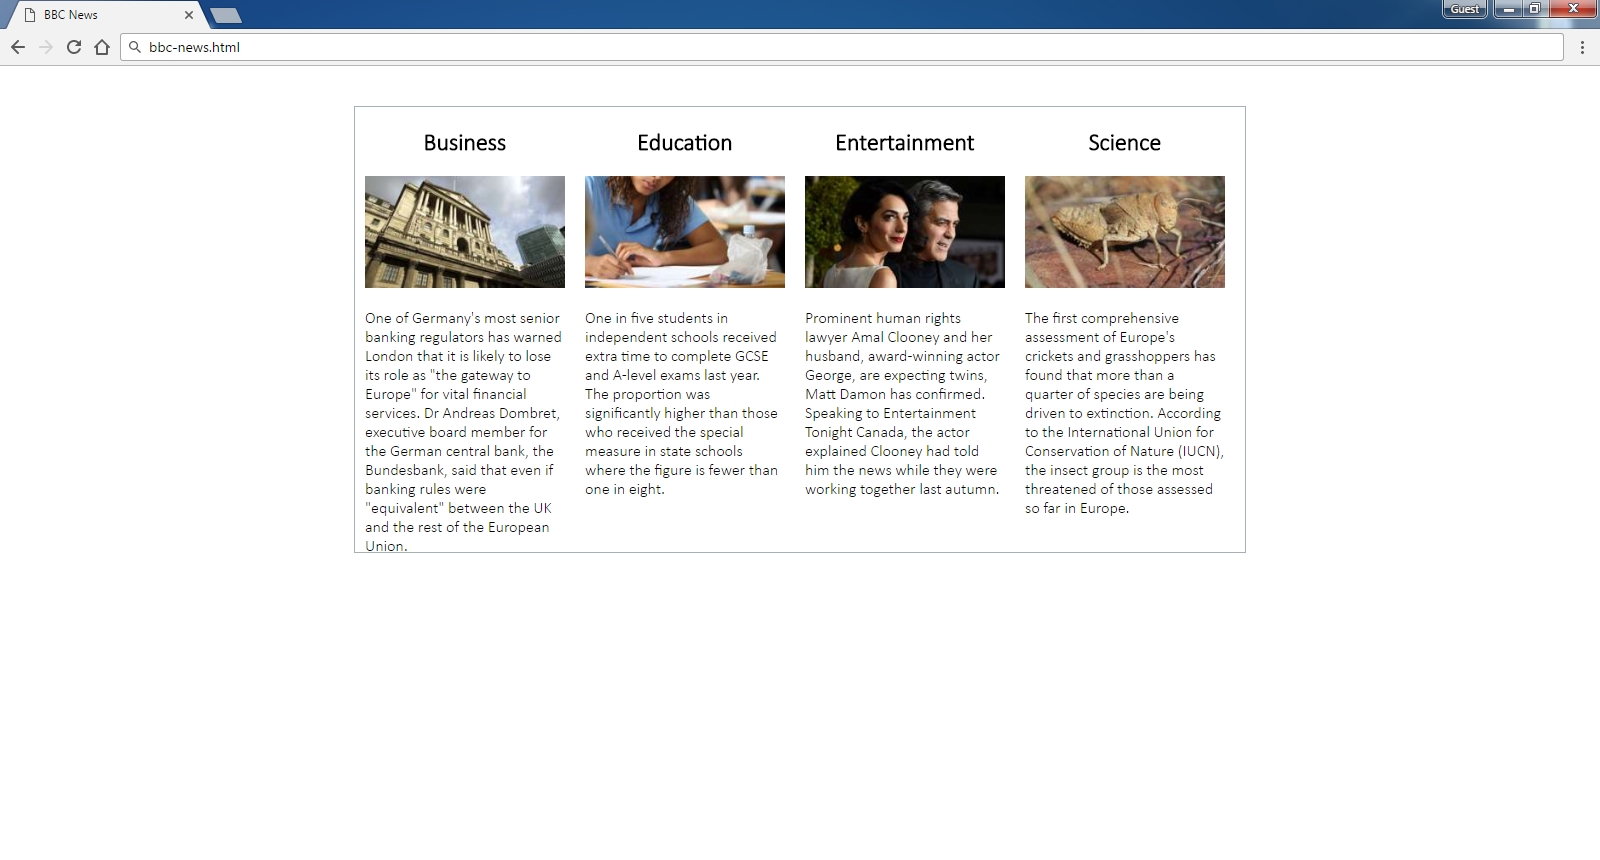 BBC News
Guest
bbc-news.html
Business
One of Germany's most senior
banking regulators has warned
London that it is likely to lose
its role as "the gateway to
Europe" for vital financial
services. Dr Andreas Dombret,
executive board member for
the German central bank, the
Bundesbank, said that even if
banking rules were
"equivalent" between the UK
and the rest of the European
Union.
Education
One in five students in
independent schools received
extra time to complete GCSE
and A-level exams last year.
The proportion was
significantly higher than those
who received the special
measure in state schools
where the figure is fewer than
one in eight.
Entertainment
Prominent human rights
lawyer Amal Clooney and her
husband, award-winning actor
George, are expecting twins,
Matt Damon has confirmed.
Speaking to Entertainment
Tonight Canada, the actor
explained Clooney had told
him the news while they were
working together last autumn.
Science
The first comprehensive
assessment of Europe's
crickets and grasshoppers has
found that more than a
quarter of species are being
driven to extinction. According
to the International Union for
Conservation of Nature (IUCN),
the insect group is the most
threatened of those assessed
so far in Europe.